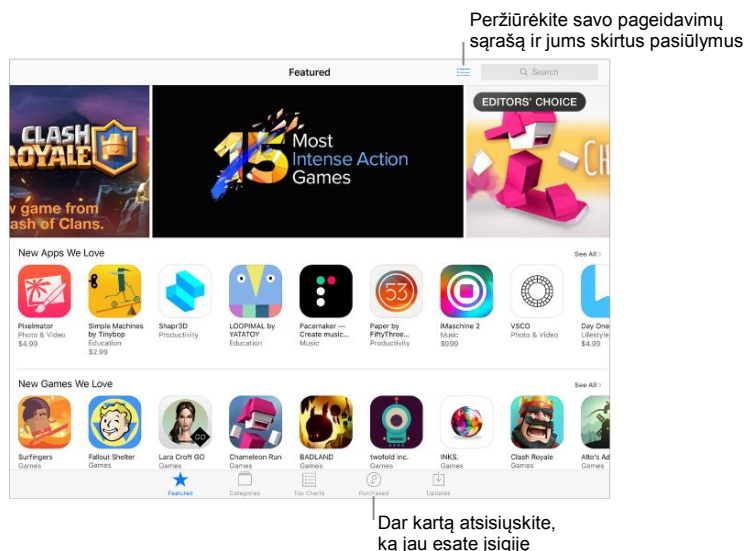 Peržiūrėkite savo pageidavimų
sąrašą ir jums skirtus pasiūlymus
Featured
Search
CLASH
ROYALE
w game from
ash of Clans.
15
Most
Intense Action
Games
EDITORS' CHOICE
CH
New Apps We Love
See All >
Pixelmator
Photo & Video
$4.99
Simple Machines
by Tinybop
Education
$2.99
Shapr3D
Productivity
LOOPIMAL by
YATATOY
Education
Pacemaker —
Create music...
Music
53
Paper by
FiftyThree...
Productivity
iMaschine 2
Music
$9.99
VSCO
Photo & Video
Day One
Lifestyle
$4.99
New Games We Love
See All >
Surfingers
Games
Fallout Shelter
Games
GO
Lara Croft GO
Games
Chameleon Run
Games
BADLAND
Games
twofold inc.
Games
INKS.
Games
Clash Royale
Games
Alto's Ad
Games
Featured
Categories
Top Charts
Purchased
Updates
Dar kartą atsisiųskite,
ką jau esate įsigiję